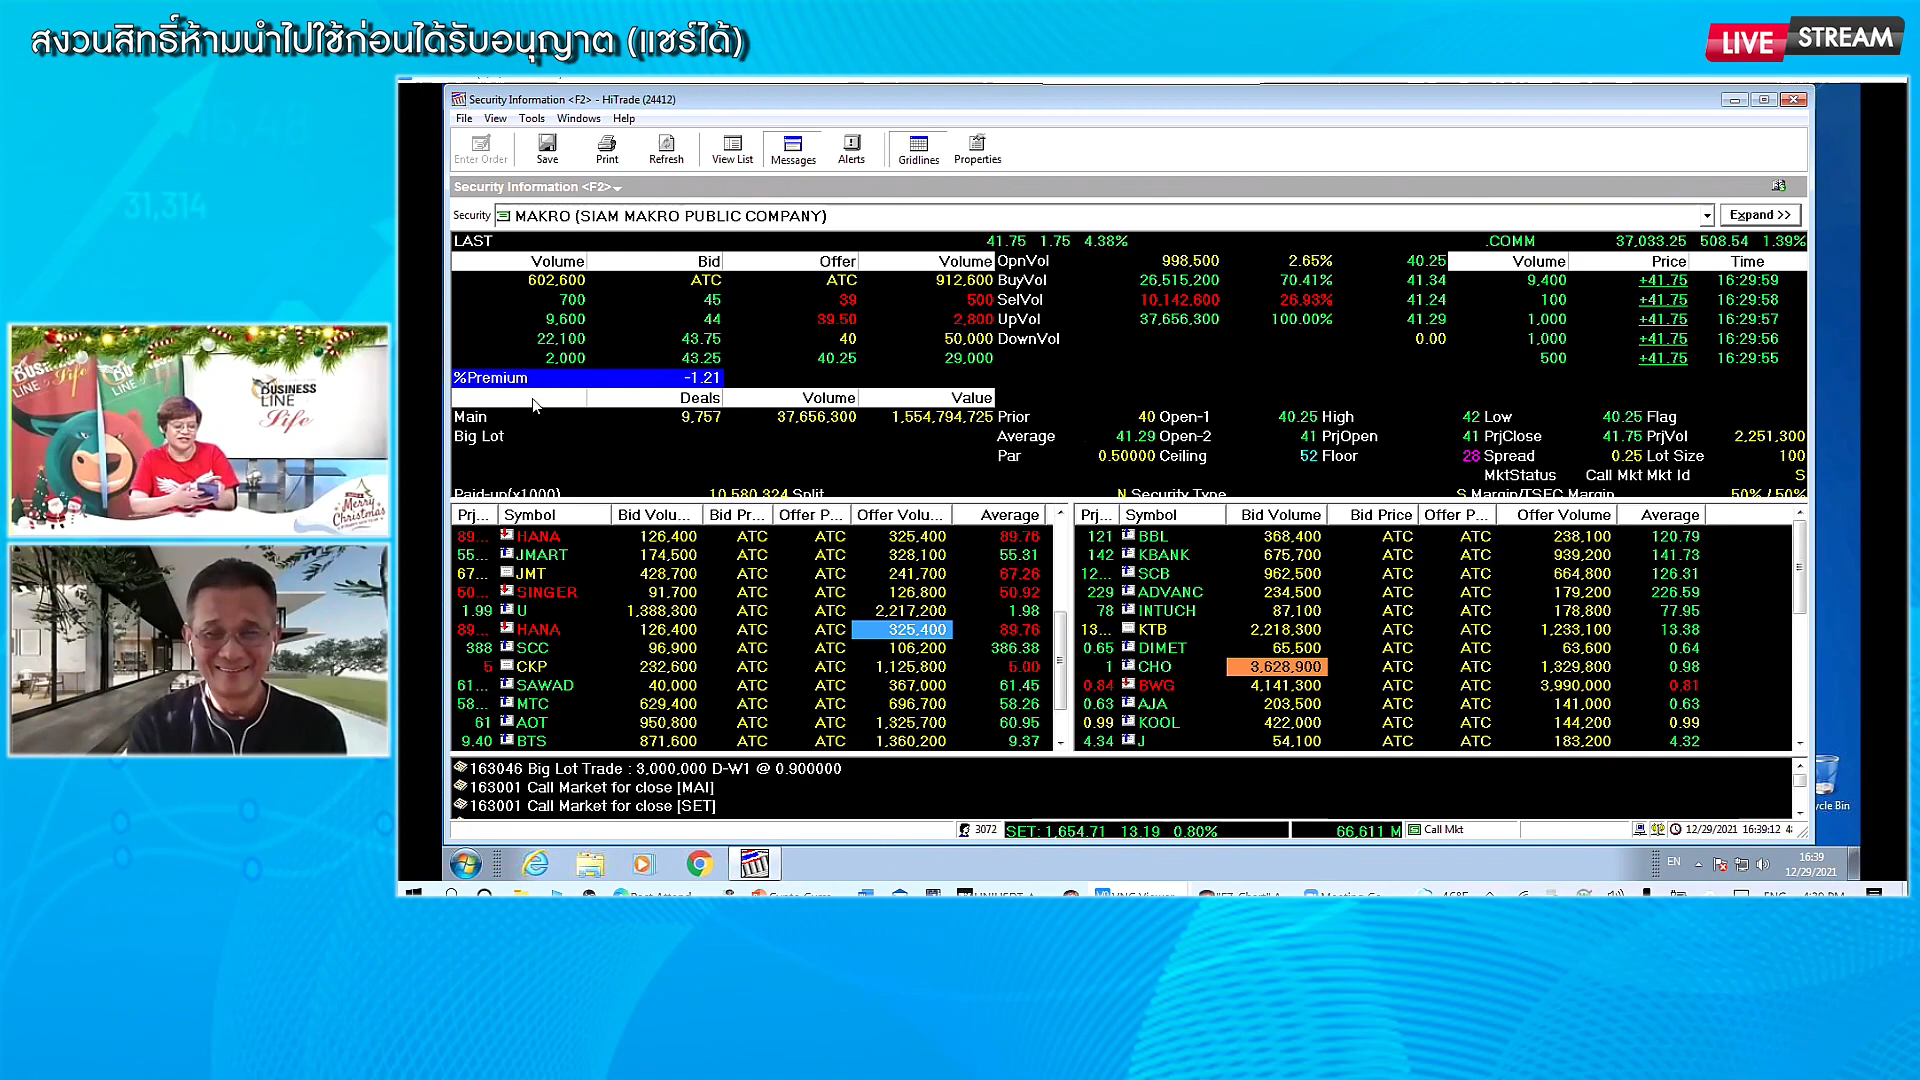 สงวนสิทธิ์ห้ามนำไปใช้ก่อนได้รับอนุญาต (แชร์ได้)
LIVE STREAM
Security Information <F2> - HiTrade (24412)
File View Tools Windows Help
Enter Order Save Print Refresh View List Messages Alerts Gridlines Properties
Security Information <F2>
Security MAKRO (SIAM MAKRO PUBLIC COMPANY) Expand >>
LAST 41.75 1.75 4.38% .COMM 37,033.25 508.54 1.39%
Volume Bid Offer Volume OpnVol 998,500 2.65% 40.25 Volume Price Time
602,600 ATC ATC 912,600 BuyVol 26,515,200 70.41% 41.34 9,400 +41.75 16:29:59
700 45 39 500 SelVol 10,142,600 26.93% 41.24 100 +41.75 16:29:58
9,600 44 39.50 2,800 UpVol 37,656,300 100.00% 41.29 1,000 +41.75 16:29:57
22,100 43.75 40 50,000 DownVol 0.00 1,000 +41.75 16:29:56
2,000 43.25 40.25 29,000 500 +41.75 16:29:55
%Premium -1.21
Deals Volume Value
Main 9,757 37,656,300 1,554,794,725 Prior 40 Open-1 40.25 High 42 Low 40.25 Flag
Big Lot Average 41.29 Open-2 41 PrjOpen 41 PrjClose 41.75 PrjVol 2,251,300
Par 0.50000 Ceiling 52 Floor 28 Spread 0.25 Lot Size 100
MktStatus Call Mkt Mkt Id S
Paid-up(x1000) 10,580,324 Split N Security Type S Margin/TSFC Margin 50% / 50%
Prj... Symbol Bid Volu... Bid Pr... Offer P... Offer Volu... Average Prj... Symbol Bid Volume Bid Price Offer P... Offer Volume Average
89... HANA 126,400 ATC ATC 325,400 89.76 121 BBL 368,400 ATC ATC 238,100 120.79
55... JMART 174,500 ATC ATC 328,100 55.31 142 KBANK 675,700 ATC ATC 939,200 141.73
67... JMT 428,700 ATC ATC 241,700 67.26 12... SCB 962,500 ATC ATC 664,800 126.31
50... SINGER 91,700 ATC ATC 126,800 50.92 229 ADVANC 234,500 ATC ATC 179,200 226.59
1.99 U 1,388,300 ATC ATC 2,217,200 1.98 78 INTUCH 87,100 ATC ATC 178,800 77.95
89... HANA 126,400 ATC ATC 325,400 89.76 13... KTB 2,218,300 ATC ATC 1,233,100 13.38
388 SCC 96,900 ATC ATC 106,200 386.38 0.65 DIMET 65,500 ATC ATC 63,600 0.64
5 CKP 232,600 ATC ATC 1,125,800 5.00 1 CHO 3,628,900 ATC ATC 1,329,800 0.98
61... SAWAD 40,000 ATC ATC 367,000 61.45 0.84 BWG 4,141,300 ATC ATC 3,990,000 0.81
58... MTC 629,400 ATC ATC 696,700 58.26 0.63 AJA 203,500 ATC ATC 141,000 0.63
61 AOT 950,800 ATC ATC 1,325,700 60.95 0.99 KOOL 422,000 ATC ATC 144,200 0.99
9.40 BTS 871,600 ATC ATC 1,360,200 9.37 4.34 J 54,100 ATC ATC 183,200 4.32
163046 Big Lot Trade : 3,000,000 D-W1 @ 0.900000
163001 Call Market for close [MAI]
163001 Call Market for close [SET]
3072 SET: 1,654.71 13.19 0.80% 66,611 M Call Mkt 12/29/2021 16:39:12
cycle Bin
EN 16:39
12/29/2021
31,314
BUSINESS
LINE
Life
Merry
Christmas